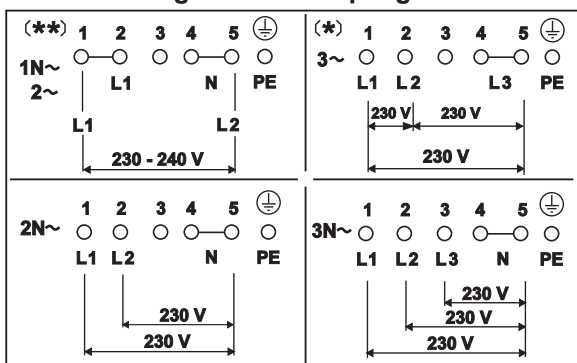 (**) 1 2 3 4 5
1N~
2~
L1 N PE
L1 L2
230 - 240 V
(*) 1 2 3 4 5
3~
L1 L2 L3 PE
230 V 230 V
230 V
1 2 3 4 5
2N~
L1 L2 N PE
230 V
230 V
1 2 3 4 5
3N~
L1 L2 L3 N PE
230 V
230 V
230 V